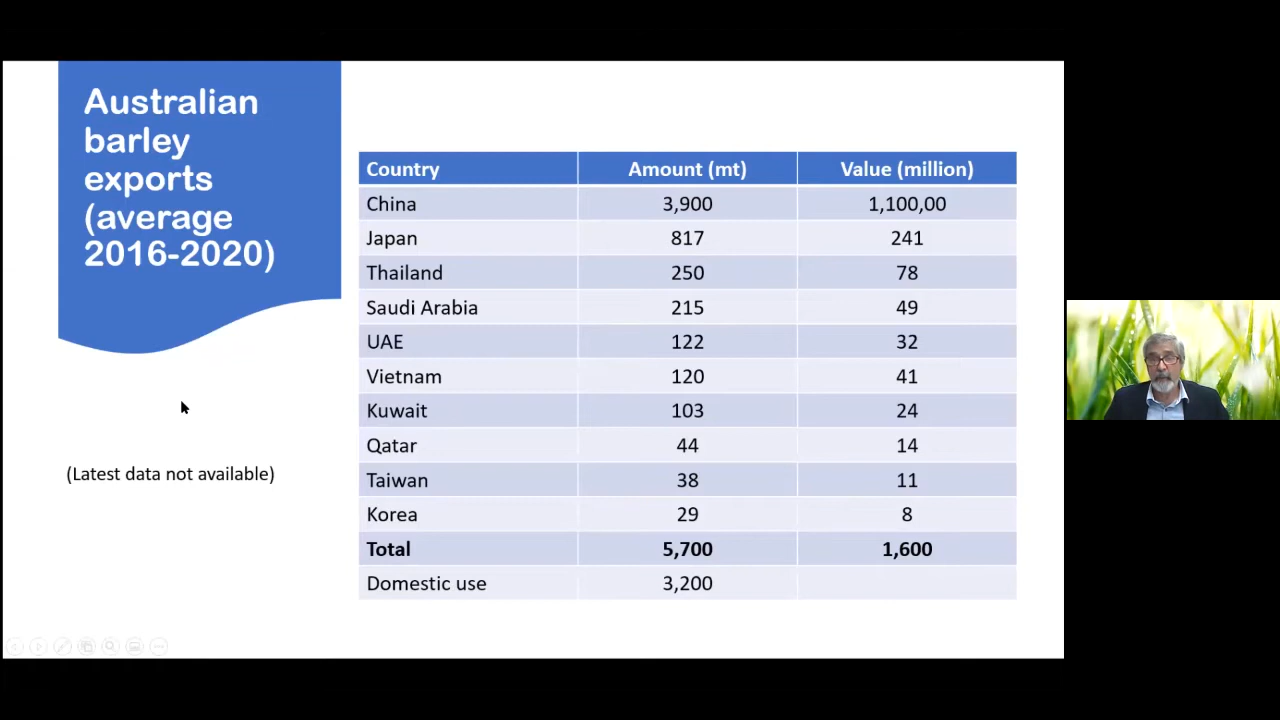 Australian
barley
exports
(average
2016-2020)
(Latest data not available)
Country Amount (mt) Value (million)
China 3,900 1,100,00
Japan 817 241
Thailand 250 78
Saudi Arabia 215 49
UAE 122 32
Vietnam 120 41
Kuwait 103 24
Qatar 44 14
Taiwan 38 11
Korea 29 8
Total 5,700 1,600
Domestic use 3,200